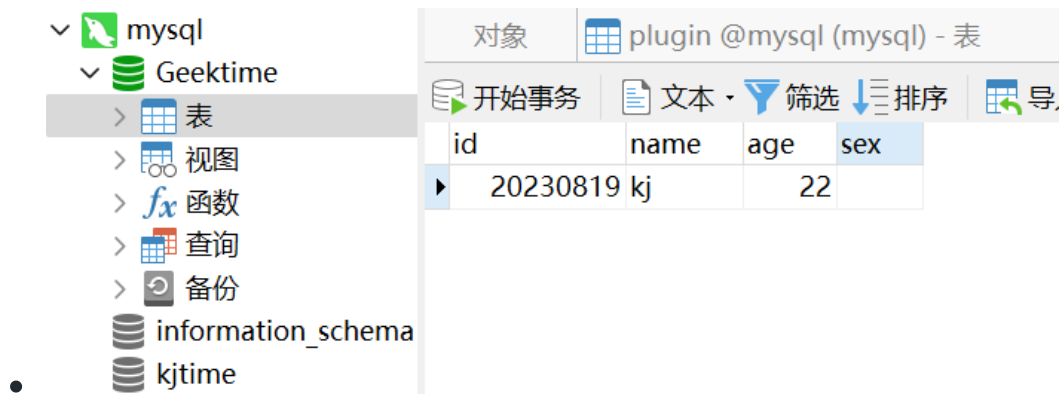 mysql
Geektime
表
视图
函数
查询
备份
information_schema
kjtime
对象 plugin @mysql (mysql) - 表
开始事务 文本 筛选 排序
id name age sex
20230819 kj 22